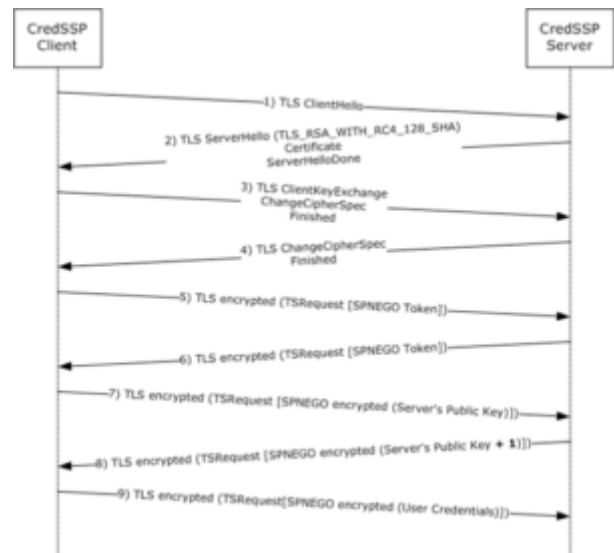 CredSSP
Client
CredSSP
Server
1) TLS ClientHello
2) TLS ServerHello (TLS_RSA_WITH_RC4_128_SHA)
Certificate
ServerHelloDone
3) TLS ClientKeyExchange
ChangeCipherSpec
Finished
4) TLS ChangeCipherSpec
Finished
5) TLS encrypted (TSRequest [SPNEGO Token])
6) TLS encrypted (TSRequest [SPNEGO Token])
7) TLS encrypted (TSRequest [SPNEGO encrypted (Server's Public Key)])
8) TLS encrypted (TSRequest [SPNEGO encrypted (Server's Public Key + 1)])
9) TLS encrypted (TSRequest[SPNEGO encrypted (User Credentials)])